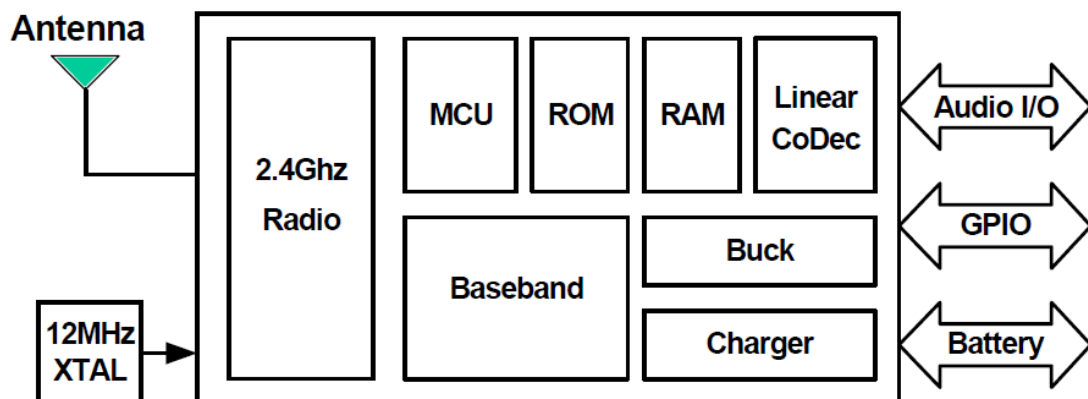 Antenna
2.4Ghz
Radio
MCU
ROM
RAM
Linear
CoDec
Audio I/O
Baseband
Buck
GPIO
12MHz
XTAL
Charger
Battery